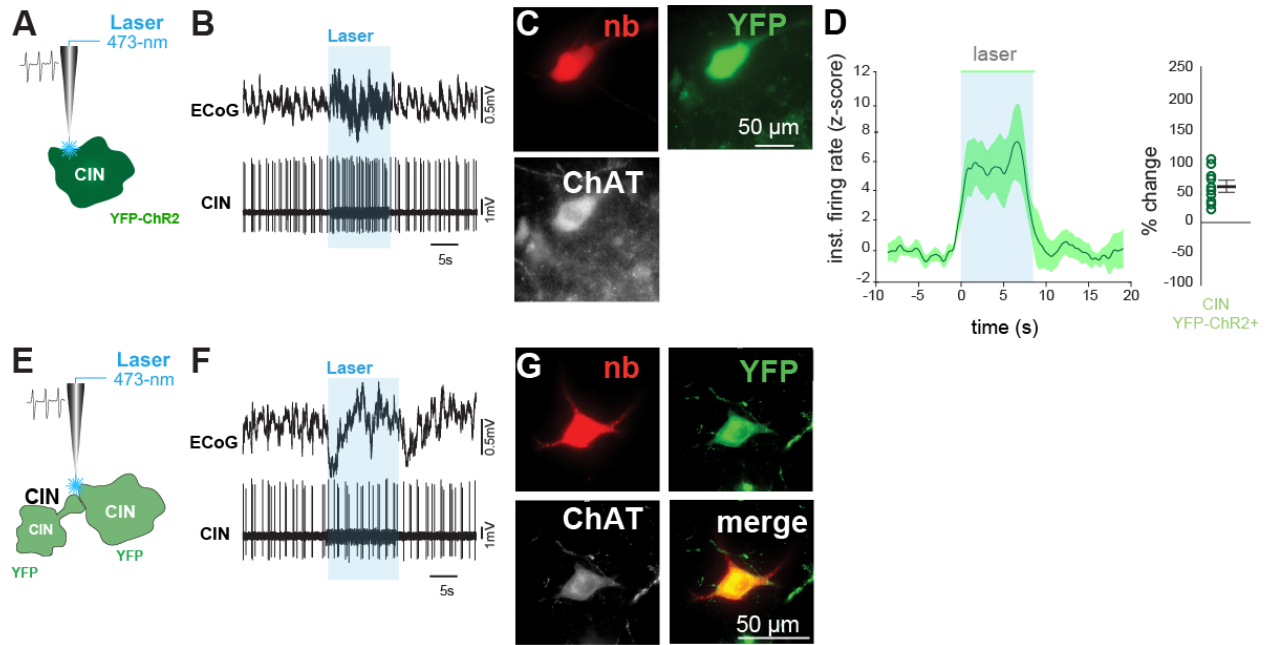 A
Laser
473-nm
CIN
YFP-ChR2
B
Laser
ECoG
0.5mV
CIN
1mV
5s
C
nb
YFP
50 µm
ChAT
D
laser
inst. firing rate (z-score)
12
10
8
6
4
2
0
-2
-10
-5
0
5
10
15
20
time (s)
% change
250
200
150
100
50
0
-50
-100
CIN
YFP-ChR2+
E
Laser
473-nm
CIN
CIN
CIN
YFP
YFP
F
Laser
ECoG
0.5mV
CIN
1mV
5s
G
nb
YFP
ChAT
merge
50 µm